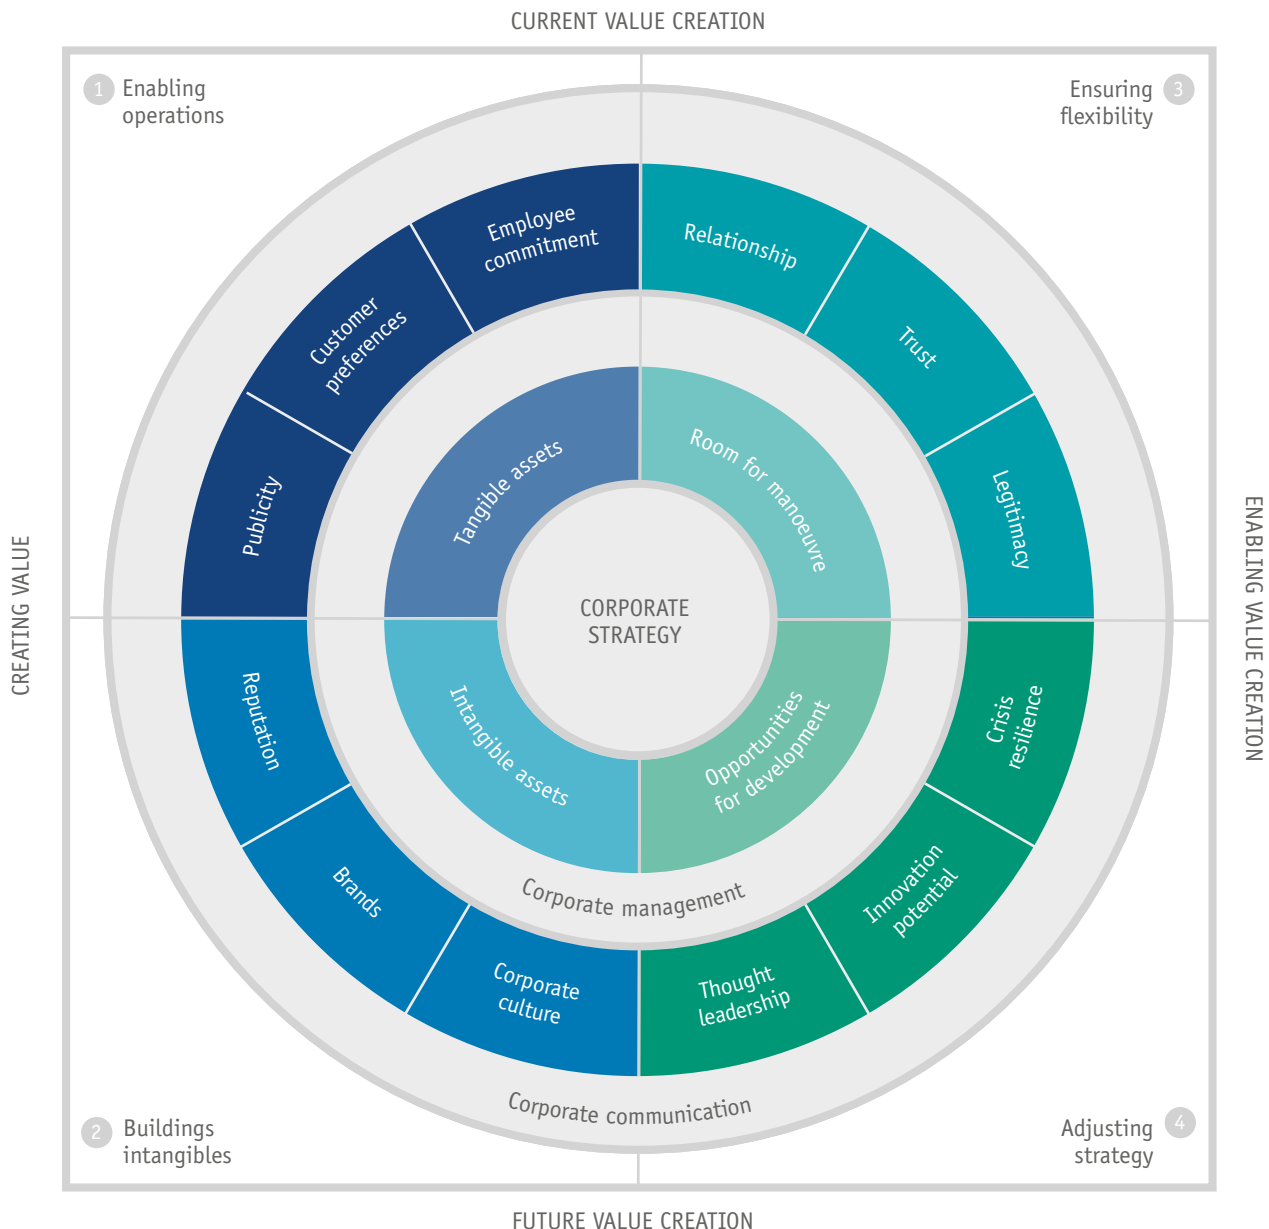 CURRENT VALUE CREATION
1 Enabling
operations
Ensuring 3
flexibility
Employee
commitment
Relationship
Customer
preferences
Trust
Publicity
Legitimacy
Tangible assets
Room for manoeuvre
CREATING VALUE
ENABLING VALUE CREATION
CORPORATE
STRATEGY
Intangible assets
Opportunities
for development
Reputation
Crisis
resilience
Brands
Innovation
potential
Corporate management
Corporate
culture
Thought
leadership
Corporate communication
2 Buildings
intangibles
Adjusting 4
strategy
FUTURE VALUE CREATION